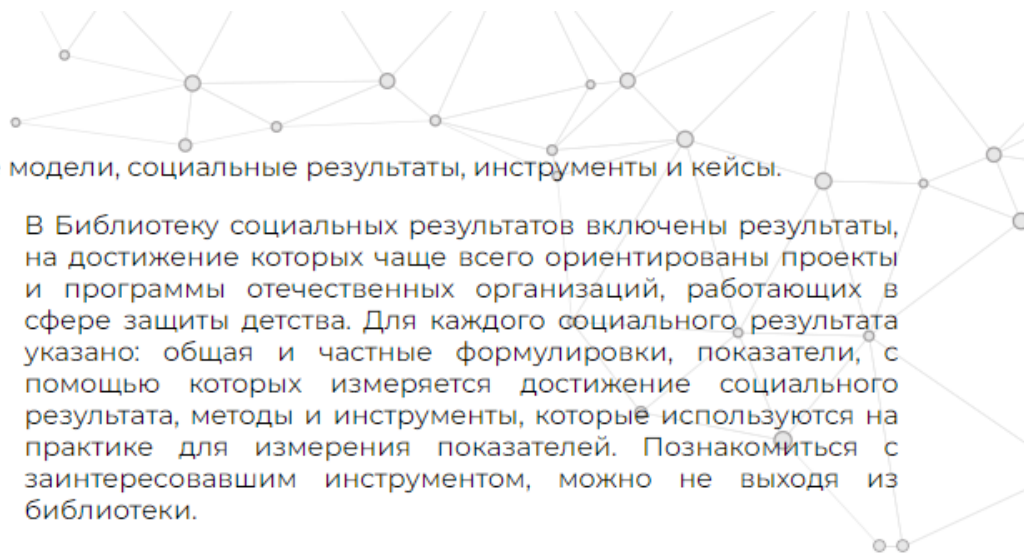 модели, социальные результаты, инструменты и кейсы.
В Библиотеку социальных результатов включены результаты,
на достижение которых чаще всего ориентированы проекты
и программы отечественных организаций, работающих в
сфере защиты детства. Для каждого социального результата
указано: общая и частные формулировки, показатели, с
помощью которых измеряется достижение социального
результата, методы и инструменты, которые используются на
практике для измерения показателей. Познакомиться с
заинтересовавшим инструментом, можно не выходя из
библиотеки.